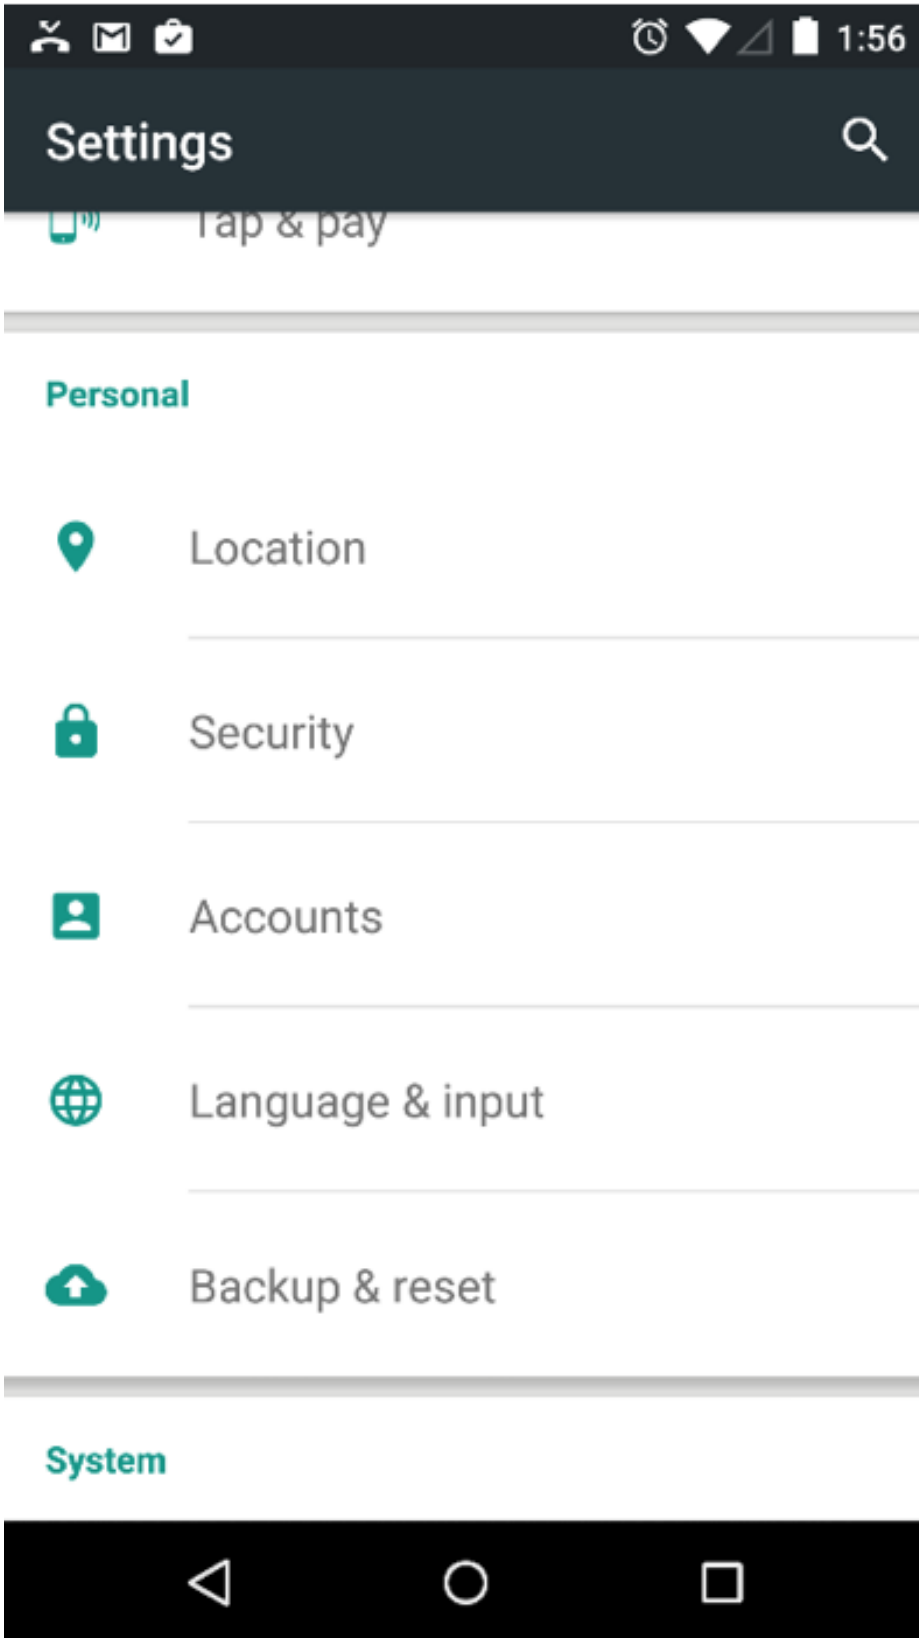 1:56
Settings
Tap & pay
Personal
Location
Security
Accounts
Language & input
Backup & reset
System